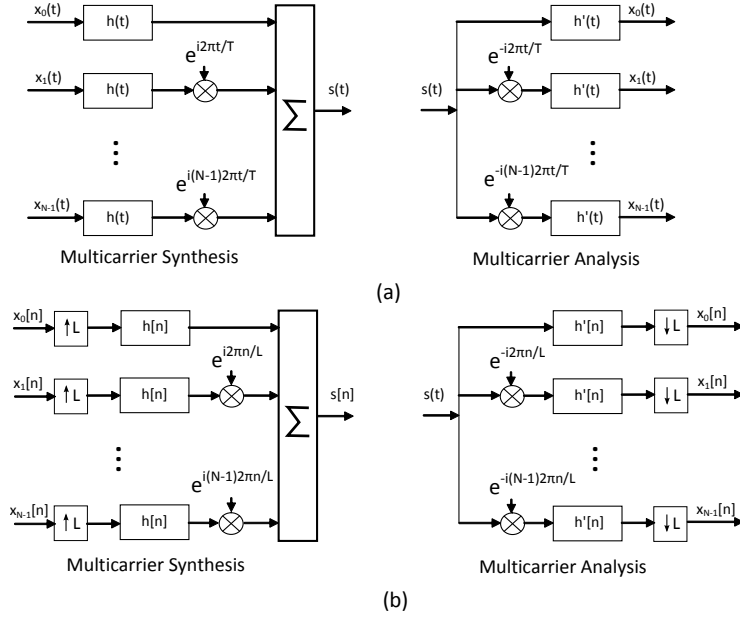 x₀(t) h(t)
x₁(t) h(t) e^{i2πt/T}
⋮
x_{N-1}(t) h(t) e^{i(N-1)2πt/T}
∑ s(t)
Multicarrier Synthesis
s(t) h'(t) x₀(t)
e^{-i2πt/T} h'(t) x₁(t)
⋮
e^{-i(N-1)2πt/T} h'(t) x_{N-1}(t)
Multicarrier Analysis
(a)
x₀[n] ↑L h[n]
x₁[n] ↑L h[n] e^{i2πn/L}
⋮
x_{N-1}[n] ↑L h[n] e^{i(N-1)2πn/L}
∑ s[n]
Multicarrier Synthesis
s(t) h'[n] ↓L x₀[n]
e^{-i2πn/L} h'[n] ↓L x₁[n]
⋮
e^{-i(N-1)2πn/L} h'[n] ↓L x_{N-1}[n]
Multicarrier Analysis
(b)